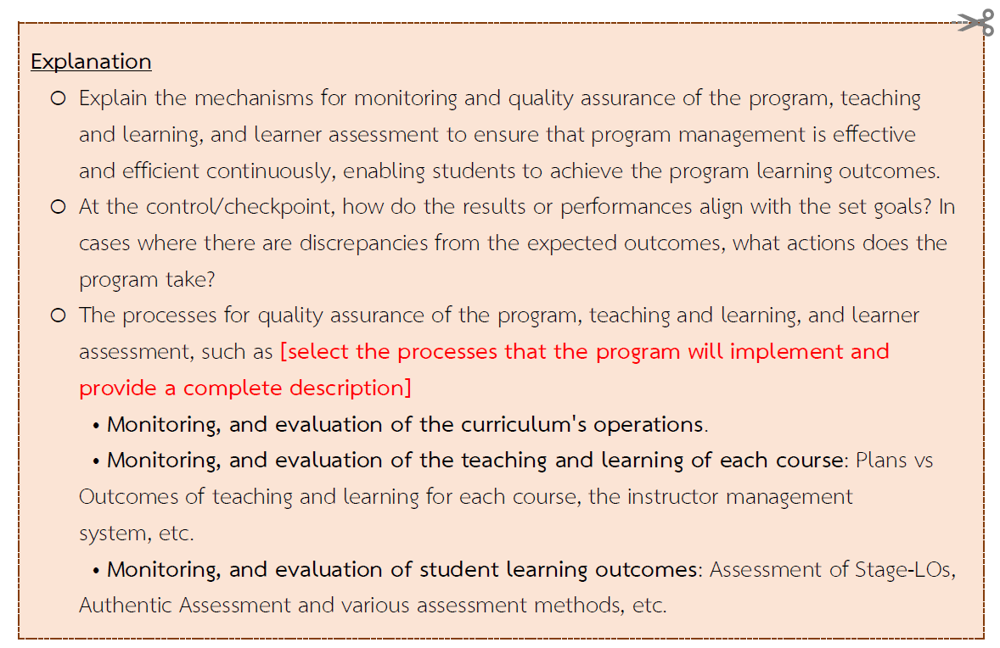 Explanation
○ Explain the mechanisms for monitoring and quality assurance of the program, teaching
and learning, and learner assessment to ensure that program management is effective
and efficient continuously, enabling students to achieve the program learning outcomes.
○ At the control/checkpoint, how do the results or performances align with the set goals? In
cases where there are discrepancies from the expected outcomes, what actions does the
program take?
○ The processes for quality assurance of the program, teaching and learning, and learner
assessment, such as [select the processes that the program will implement and
provide a complete description]
• Monitoring, and evaluation of the curriculum's operations.
• Monitoring, and evaluation of the teaching and learning of each course: Plans vs
Outcomes of teaching and learning for each course, the instructor management
system, etc.
• Monitoring, and evaluation of student learning outcomes: Assessment of Stage-LOs,
Authentic Assessment and various assessment methods, etc.